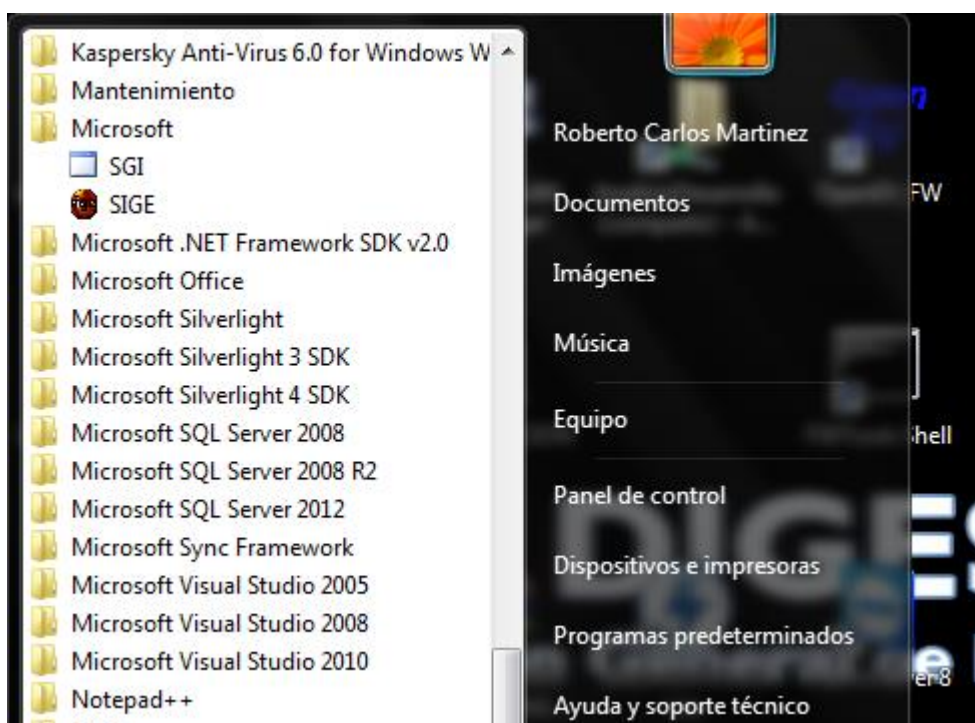 Kaspersky Anti-Virus 6.0 for Windows W
Mantenimiento
Microsoft
SGI
SIGE
Microsoft .NET Framework SDK v2.0
Microsoft Office
Microsoft Silverlight
Microsoft Silverlight 3 SDK
Microsoft Silverlight 4 SDK
Microsoft SQL Server 2008
Microsoft SQL Server 2008 R2
Microsoft SQL Server 2012
Microsoft Sync Framework
Microsoft Visual Studio 2005
Microsoft Visual Studio 2008
Microsoft Visual Studio 2010
Notepad++
Roberto Carlos Martinez
Documentos
Imágenes
Música
Equipo
Panel de control
Dispositivos e impresoras
Programas predeterminados
Ayuda y soporte técnico
FW
hell
DIGE